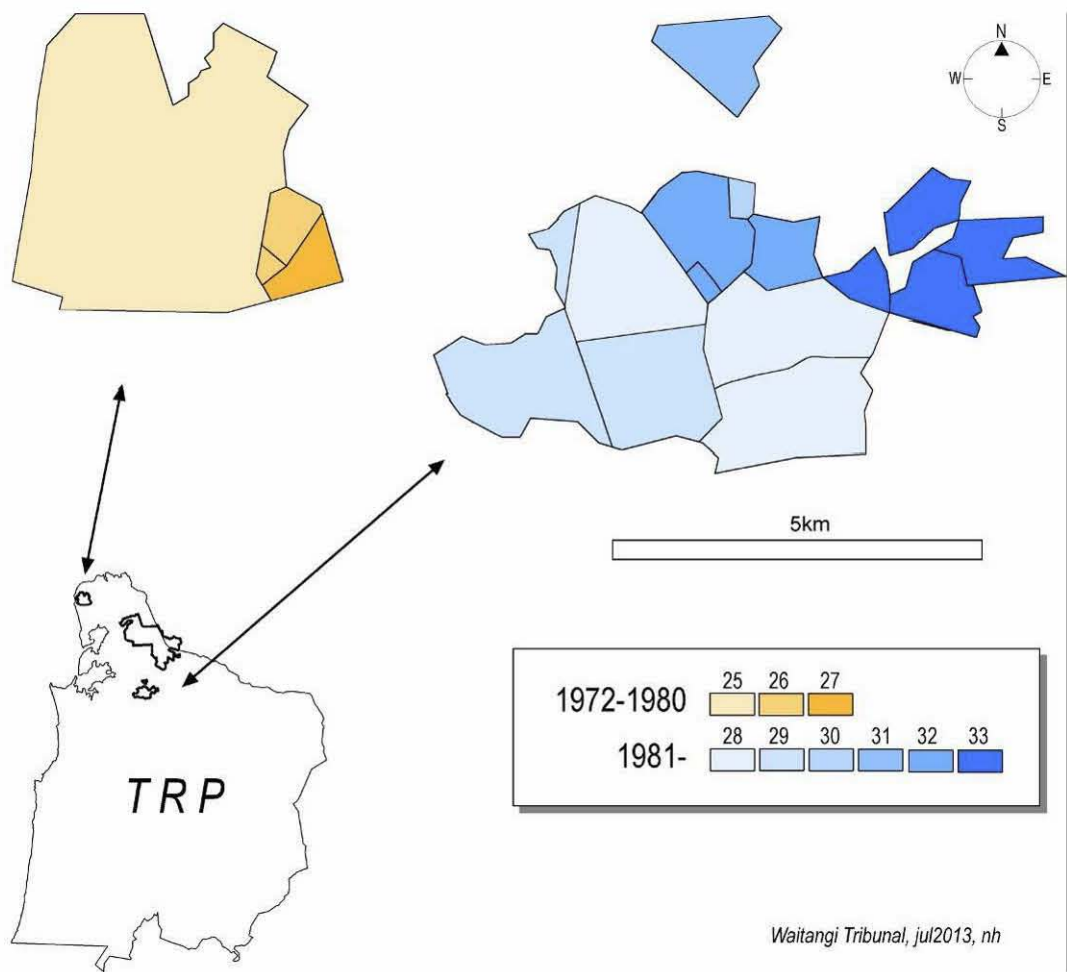 N
W E
S
5km
1972-1980 25 26 27
1981- 28 29 30 31 32 33
TRP
Waitangi Tribunal, jul2013, nh